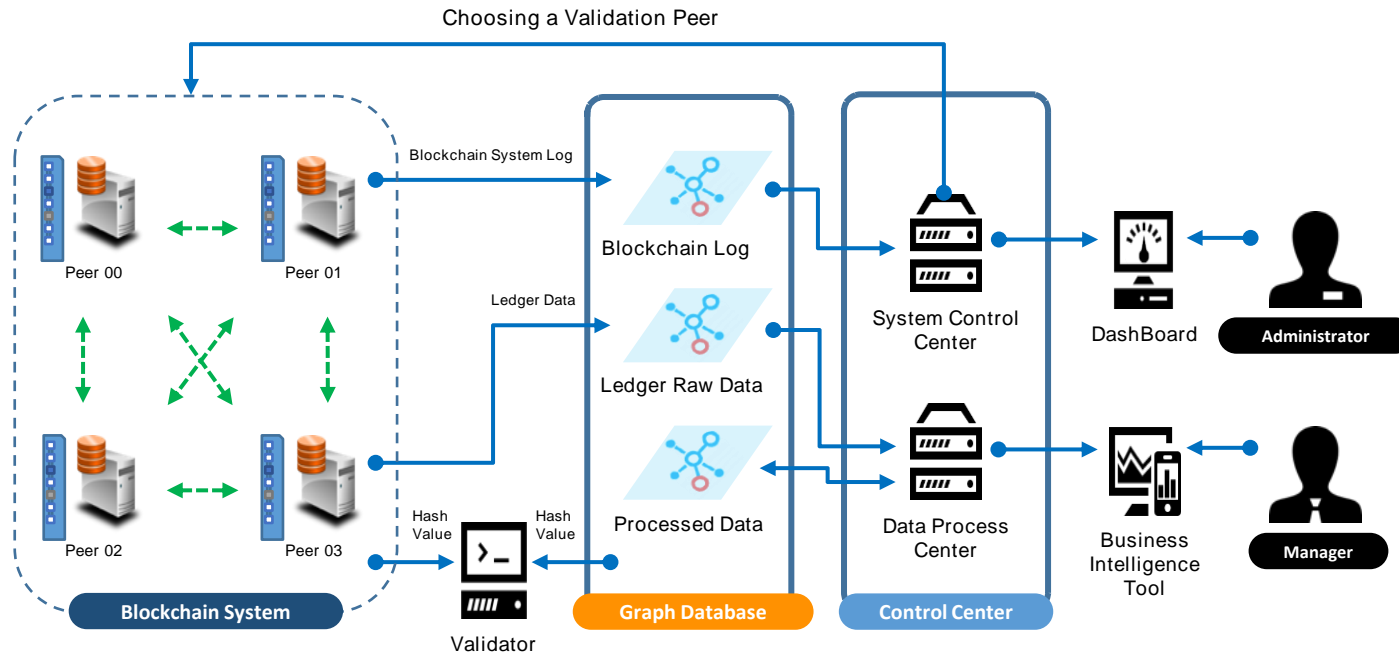 Choosing a Validation Peer
Blockchain System Log
Peer 00
Peer 01
Blockchain Log
Ledger Data
System Control
Center
DashBoard
Administrator
Ledger Raw Data
Peer 02
Peer 03
Hash
Value
Hash
Value
Processed Data
Data Process
Center
Business
Intelligence
Tool
Manager
Blockchain System
Validator
Graph Database
Control Center